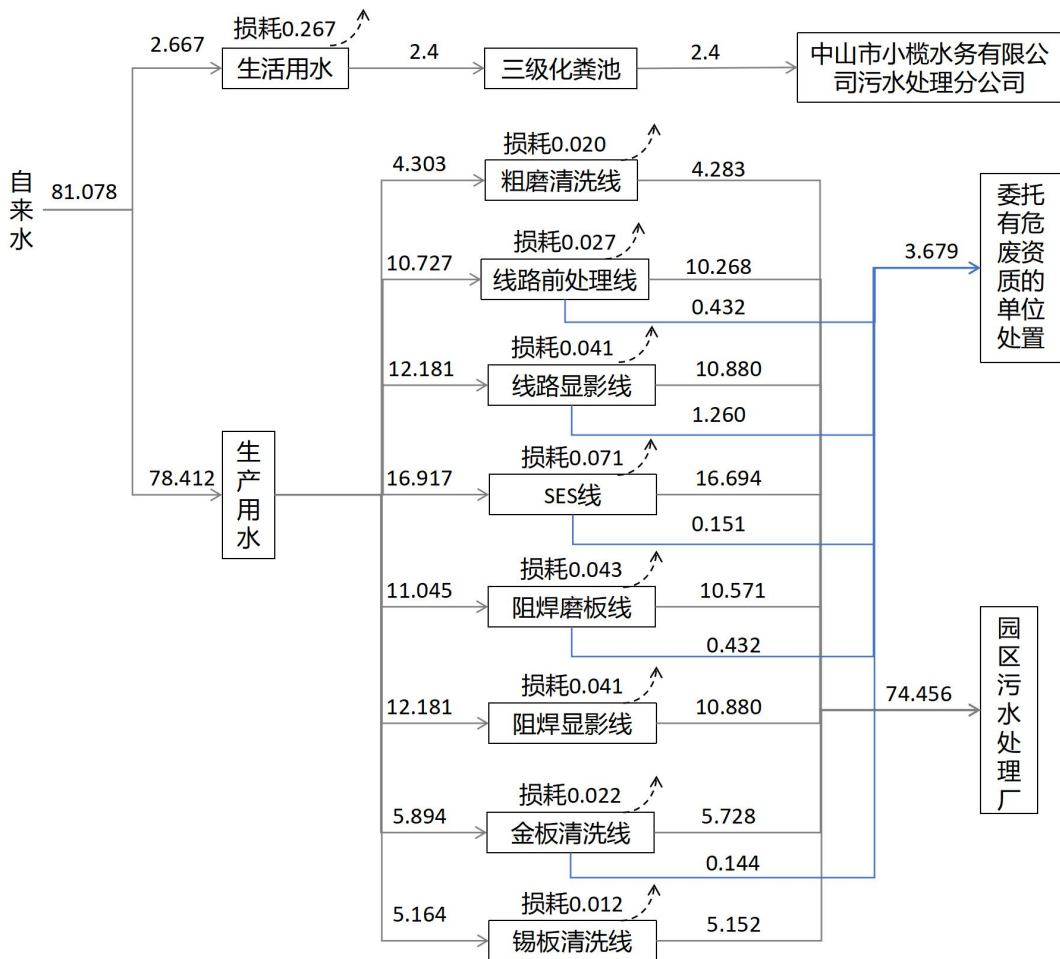 损耗0.267
2.667
生活用水
2.4
三级化粪池
2.4
中山市小榄水务有限公
司污水处理分公司
自来水
81.078
78.412
生产用水
损耗0.020
4.303
粗磨清洗线
4.283
损耗0.027
10.727
线路前处理线
10.268
0.432
损耗0.041
12.181
线路显影线
10.880
1.260
损耗0.071
16.917
SES线
16.694
0.151
损耗0.043
11.045
阻焊磨板线
10.571
0.432
损耗0.041
12.181
阻焊显影线
10.880
损耗0.022
5.894
金板清洗线
5.728
0.144
损耗0.012
5.164
锡板清洗线
5.152
3.679
委托
有危
废资
质的
单位
处置
74.456
园区污水处理厂